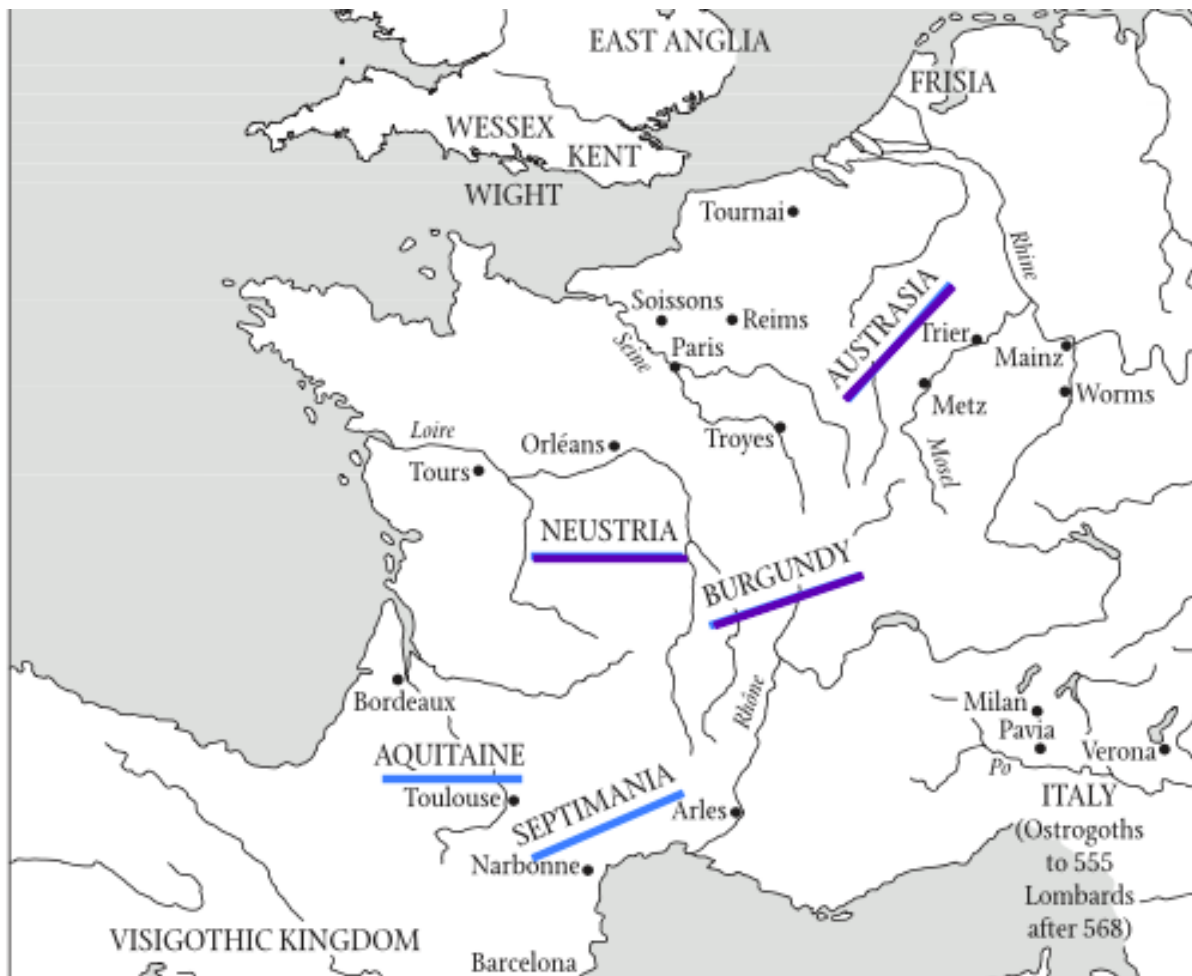 EAST ANGLIA
FRISIA
WESSEX
KENT
WIGHT
Tournai
Rhine
AUSTRASIA
Soissons
Reims
Seine
Paris
Trier
Mainz
Metz
Worms
Loire
Orléans
Troyes
Tours
Mosel
NEUSTRIA
BURGUNDY
Bordeaux
Rhône
Milan
Pavia
Verona
Po
AQUITAINE
Toulouse
SEPTIMANIA
Arles
ITALY
(Ostrogoths
to 555
Lombards
after 568)
Narbonne
VISIGOTHIC KINGDOM
Barcelona